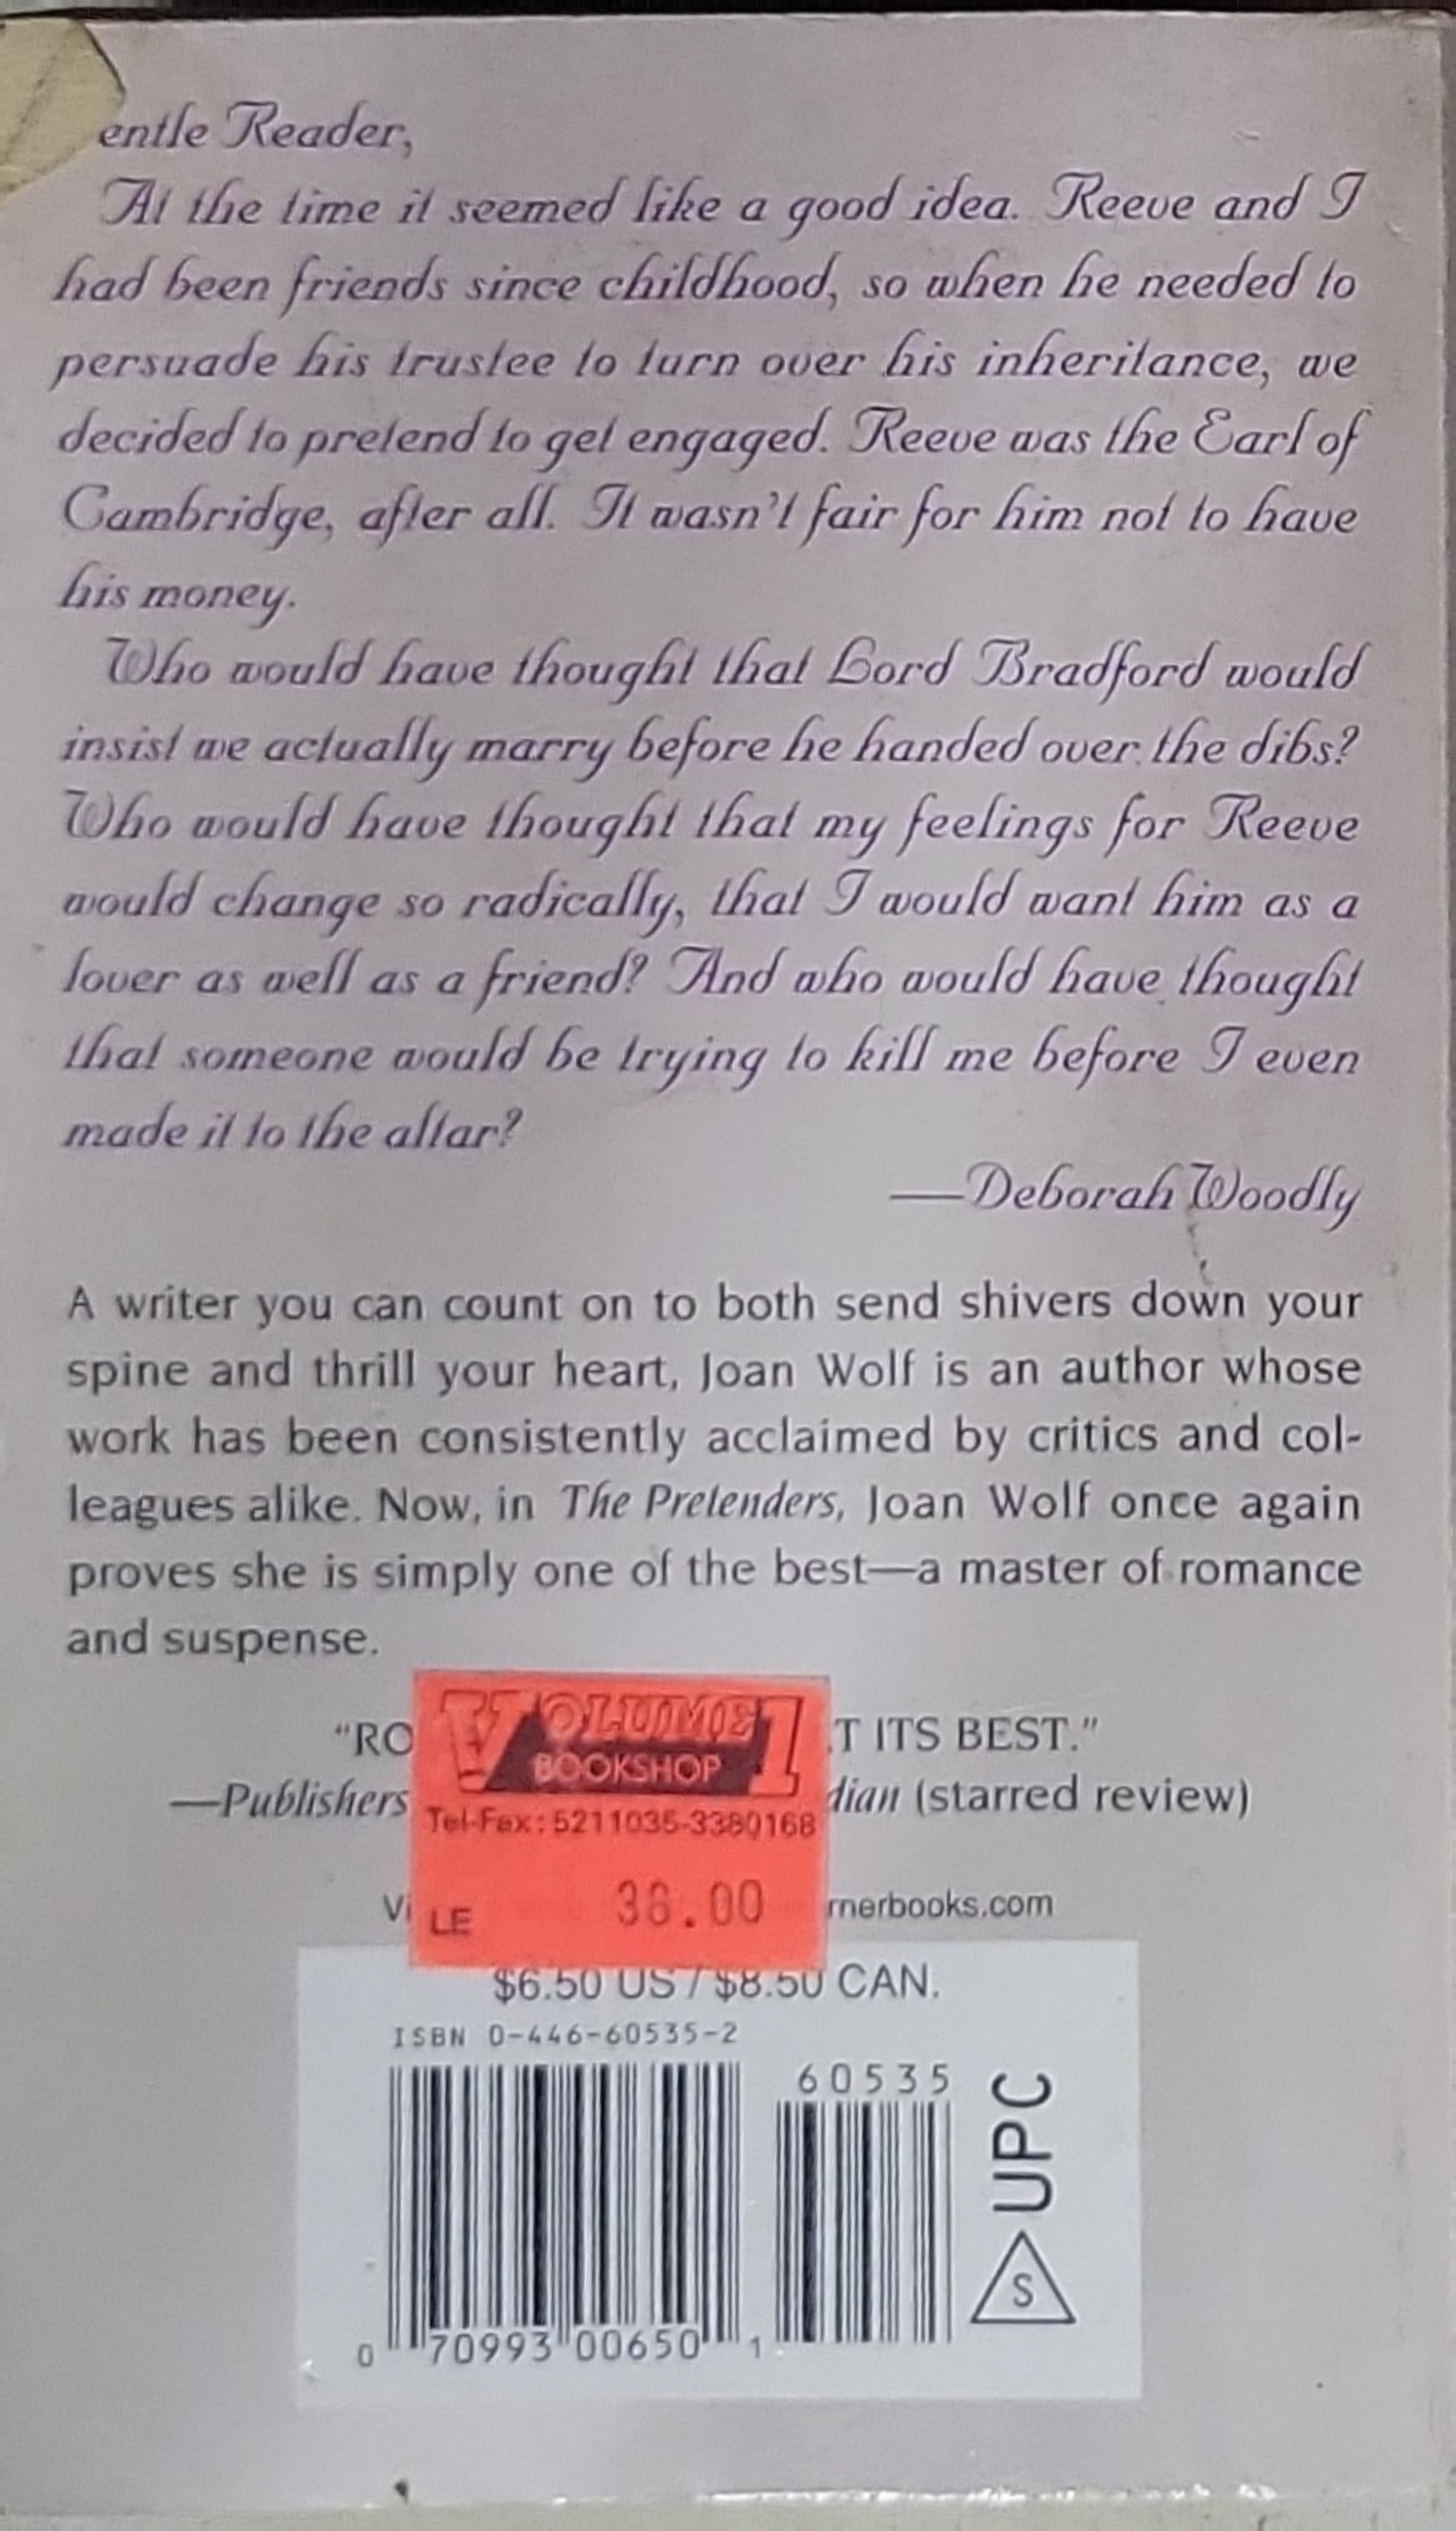 entle Reader,
At the time it seemed like a good idea. Reeve and I
had been friends since childhood, so when he needed to
persuade his trustee to turn over his inheritance, we
decided to pretend to get engaged. Reeve was the Earl of
Cambridge, after all. It wasn't fair for him not to have
his money.
Who would have thought that Lord Bradford would
insist we actually marry before he handed over the dibs?
Who would have thought that my feelings for Reeve
would change so radically, that I would want him as a
lover as well as a friend? And who would have thought
that someone would be trying to kill me before I even
made it to the altar?
—Deborah Woodly
A writer you can count on to both send shivers down your
spine and thrill your heart, Joan Wolf is an author whose
work has been consistently acclaimed by critics and col-
leagues alike. Now, in The Pretenders, Joan Wolf once again
proves she is simply one of the best—a master of romance
and suspense.
"RO T ITS BEST."
—Publishers dian (starred review)
VOLUME 1
BOOKSHOP
Tel-Fax: 5211035-3380168
LE 36.00
Vi rnerbooks.com
$6.50 US / $8.50 CAN.
ISBN 0-446-60535-2
60535
0 70993 00650 1
UPC
S